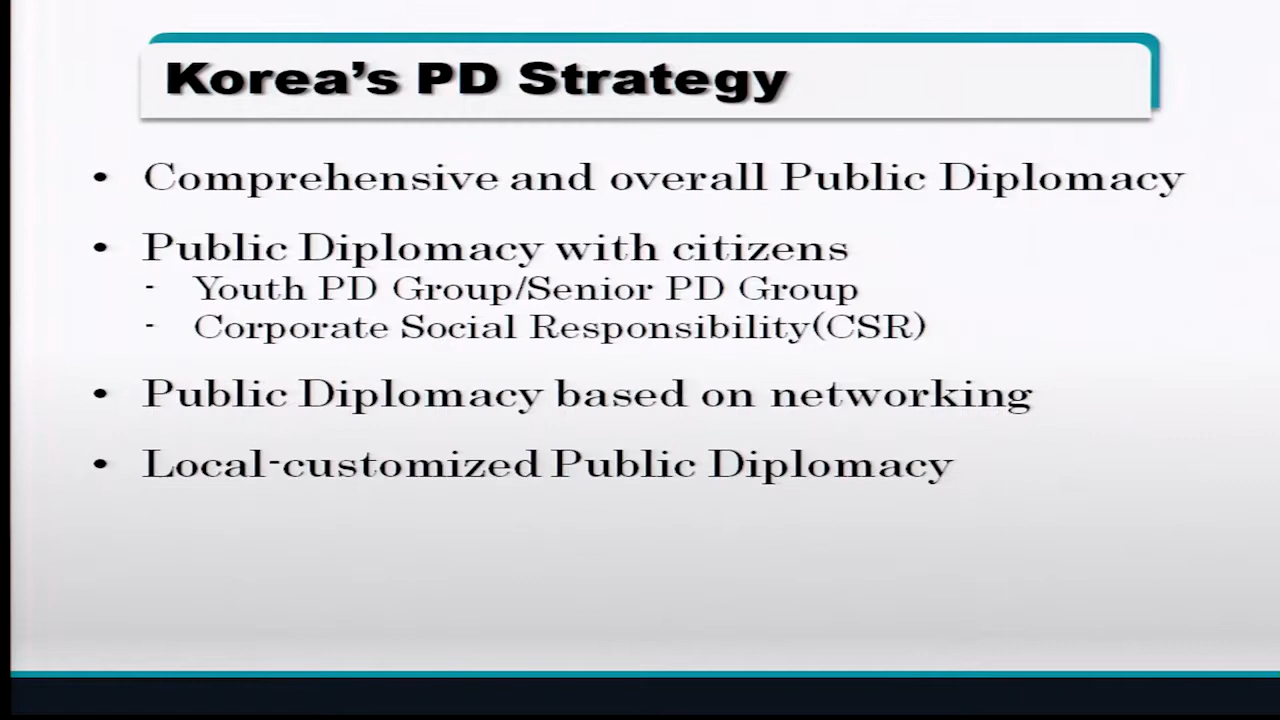 Korea’s PD Strategy
• Comprehensive and overall Public Diplomacy
• Public Diplomacy with citizens
- Youth PD Group/Senior PD Group
- Corporate Social Responsibility(CSR)
• Public Diplomacy based on networking
• Local-customized Public Diplomacy